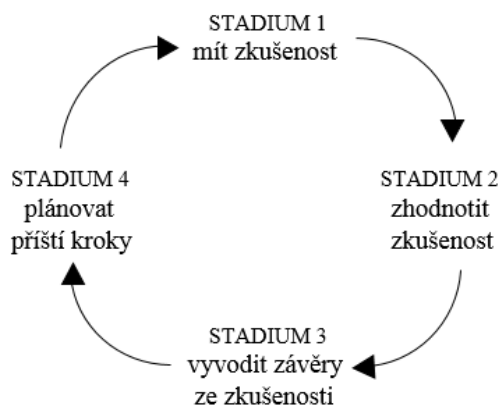 STADIUM 1
mít zkušenost
STADIUM 2
zhodnotit
zkušenost
STADIUM 3
vyvodit závěry
ze zkušenosti
STADIUM 4
plánovat
příští kroky